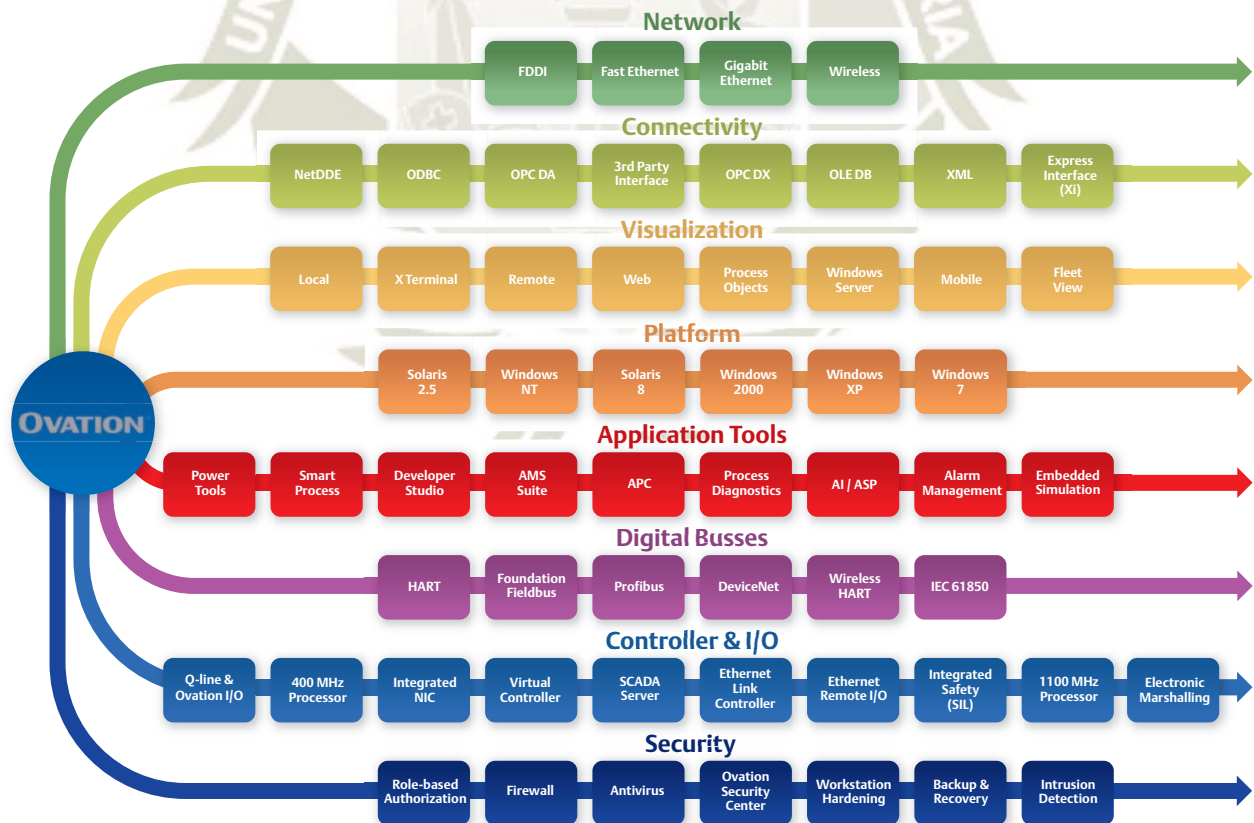 Network
FDDI
Fast Ethernet
Gigabit
Ethernet
Wireless
Connectivity
NetDDE
ODBC
OPC DA
3rd Party
Interface
OPC DX
OLE DB
XML
Express
Interface
(Xi)
Visualization
Local
X Terminal
Remote
Web
Process
Objects
Windows
Server
Mobile
Fleet
View
Platform
Solaris
2.5
Windows
NT
Solaris
8
Windows
2000
Windows
XP
Windows
7
OVATION
Application Tools
Power
Tools
Smart
Process
Developer
Studio
AMS
Suite
APC
Process
Diagnostics
AI / ASP
Alarm
Management
Embedded
Simulation
Digital Busses
HART
Foundation
Fieldbus
Profibus
DeviceNet
Wireless
HART
IEC 61850
Controller & I/O
Q-line &
Ovation I/O
400 MHz
Processor
Integrated
NIC
Virtual
Controller
SCADA
Server
Ethernet
Link
Controller
Ethernet
Remote I/O
Integrated
Safety
(SIL)
1100 MHz
Processor
Electronic
Marshalling
Security
Role-based
Authorization
Firewall
Antivirus
Ovation
Security
Center
Workstation
Hardening
Backup &
Recovery
Intrusion
Detection